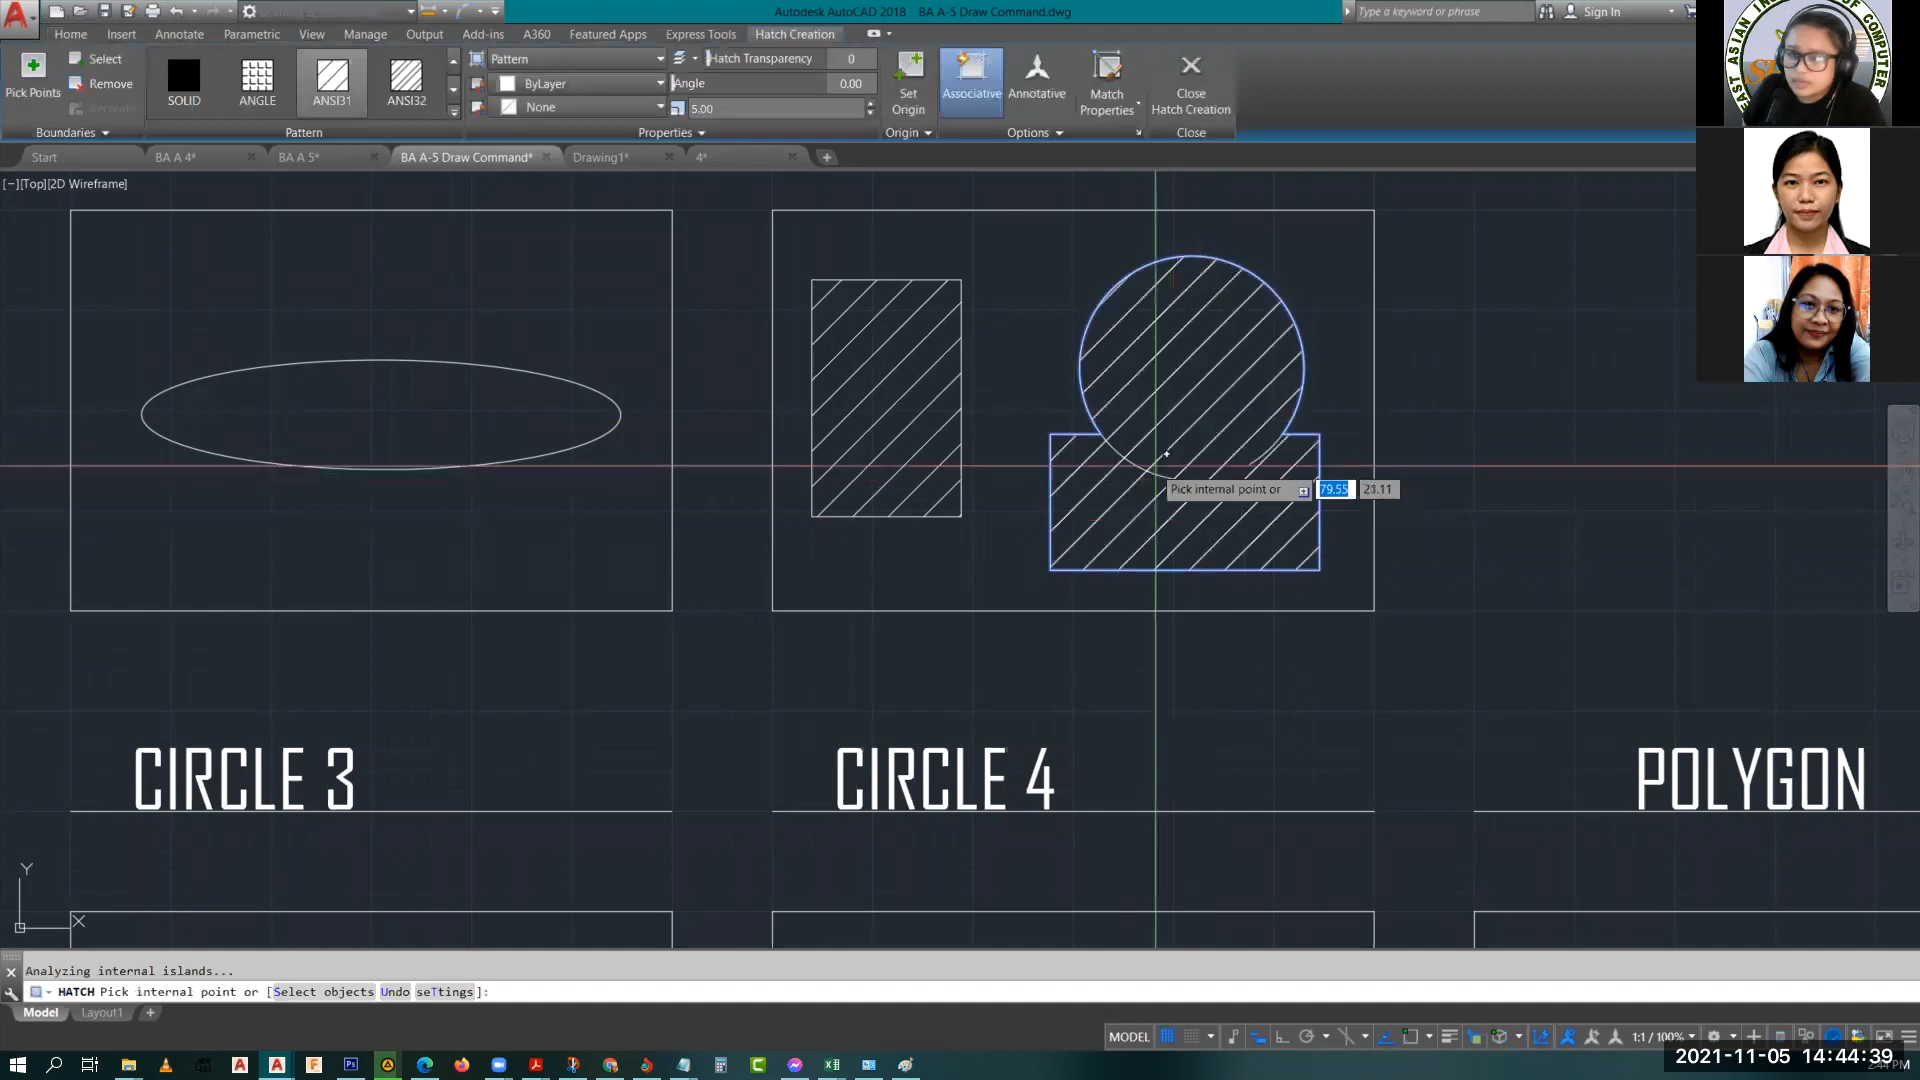 Autodesk AutoCAD 2018 BA A-5 Draw Command.dwg
Type a keyword or phrase
Sign In
Home Insert Annotate Parametric View Manage Output Add-ins A360 Featured Apps Express Tools Hatch Creation
Pick Points
Select
Remove
Boundaries
SOLID
ANGLE
ANSI31
ANSI32
Pattern
Pattern
ByLayer
None
Hatch Transparency 0
Angle 0.00
5.00
Properties
Set
Origin
Origin
Associative
Annotative
Match
Properties
Options
Close
Hatch Creation
Close
Start BA A 4* BA A 5* BA A-5 Draw Command* Drawing1* 4*
[−][Top][2D Wireframe]
Pick internal point or 79.55
CIRCLE 3
CIRCLE 4
POLYGON
Y
X
Analyzing internal islands...
HATCH Pick internal point or [Select objects Undo seTtings]:
Model Layout1
MODEL 1:1 / 100%
2021-11-05 14:44:39
EAST ASIAN INS OF COMPUTER